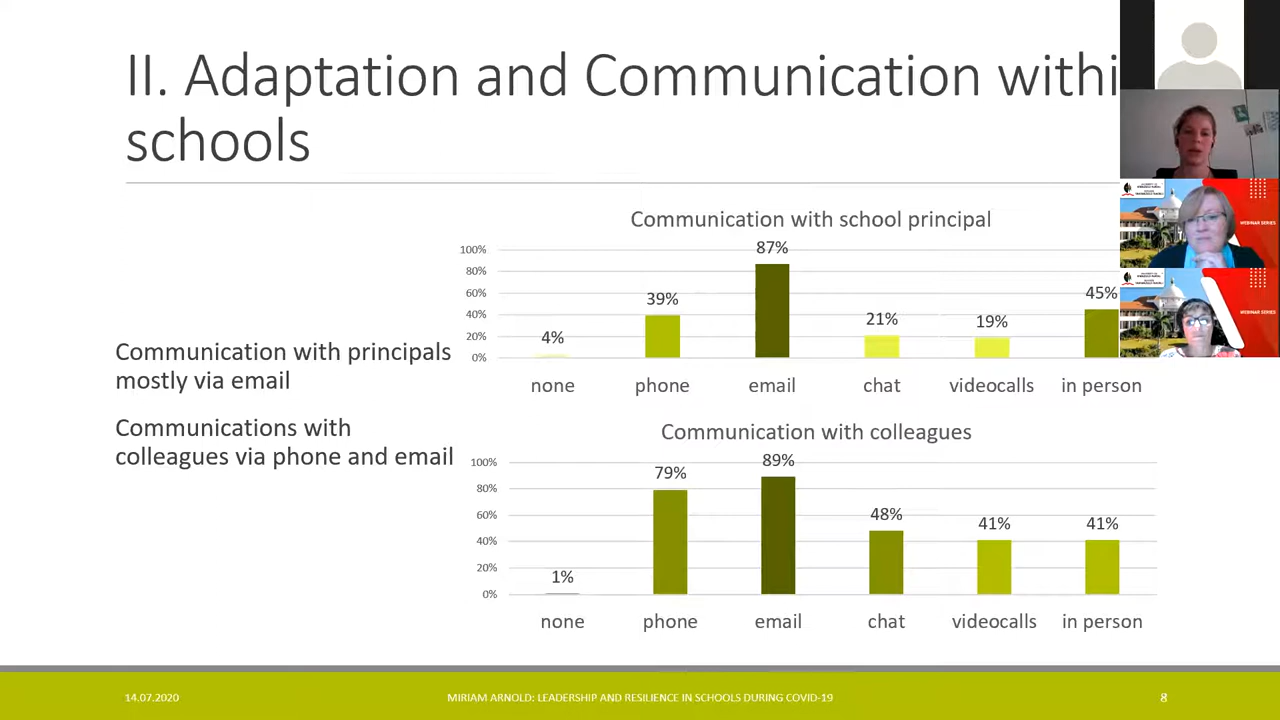 II. Adaptation and Communication withi
schools
Communication with school principal
100%
80%
60%
40%
20%
0%
4%
39%
87%
21%
19%
45%
none
phone
email
chat
videocalls
in person
Communication with principals
mostly via email
Communications with
colleagues via phone and email
Communication with colleagues
100%
80%
60%
40%
20%
0%
1%
79%
89%
48%
41%
41%
none
phone
email
chat
videocalls
in person
WEBINAR SERIES
WEBINAR SERIES
14.07.2020
MIRIAM ARNOLD: LEADERSHIP AND RESILIENCE IN SCHOOLS DURING COVID-19
8